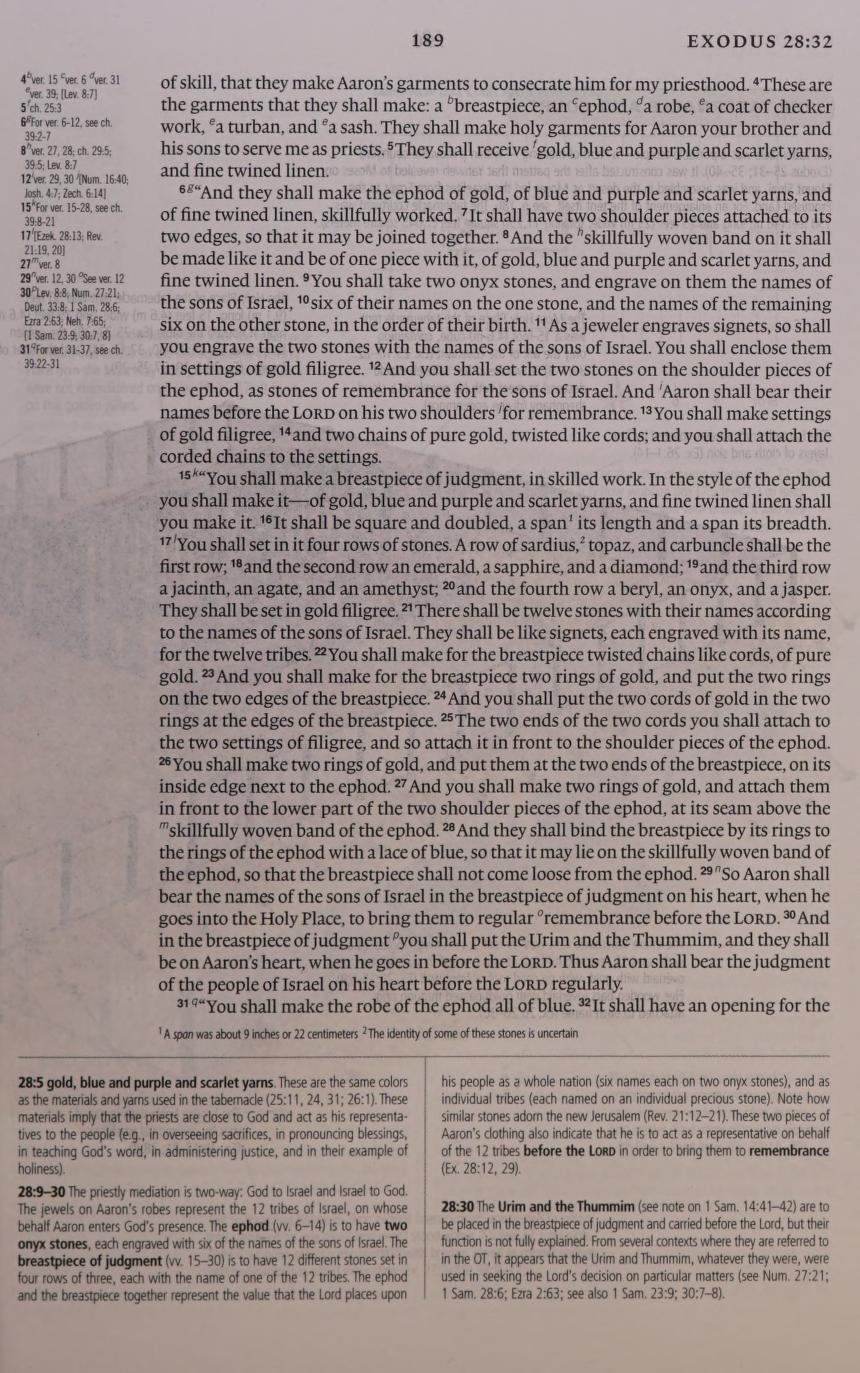 189 EXODUS 28:32
4ᵇver. 15 ᶜver. 6 ᵈver. 31
ᵉver. 39; [Lev. 8:7]
5ᶠch. 25:3
6ᵍFor ver. 6-12, see ch.
39:2-7
8ʰver. 27, 28; ch. 29:5;
39:5; Lev. 8:7
12ⁱver. 29, 30 ʲ[Num. 16:40;
Josh. 4:7; Zech. 6:14]
15ᵏFor ver. 15-28, see ch.
39:8-21
17ˡ[Ezek. 28:13; Rev.
21:19, 20]
27ᵐver. 8
29ⁿver. 12, 30 ᵒSee ver. 12
30ᵖLev. 8:8; Num. 27:21;
Deut. 33:8; 1 Sam. 28:6;
Ezra 2:63; Neh. 7:65;
[1 Sam. 23:9; 30:7, 8]
31ᑫFor ver. 31-37, see ch.
39:22-31
of skill, that they make Aaron’s garments to consecrate him for my priesthood. ⁴These are
the garments that they shall make: a ᵇbreastpiece, an ᶜephod, ᵈa robe, ᵉa coat of checker
work, ᵉa turban, and ᵉa sash. They shall make holy garments for Aaron your brother and
his sons to serve me as priests. ⁵They shall receive ᶠgold, blue and purple and scarlet yarns,
and fine twined linen.
⁶ᵍ“And they shall make the ephod of gold, of blue and purple and scarlet yarns, and
of fine twined linen, skillfully worked. ⁷It shall have two shoulder pieces attached to its
two edges, so that it may be joined together. ⁸And the ʰskillfully woven band on it shall
be made like it and be of one piece with it, of gold, blue and purple and scarlet yarns, and
fine twined linen. ⁹You shall take two onyx stones, and engrave on them the names of
the sons of Israel, ¹⁰six of their names on the one stone, and the names of the remaining
six on the other stone, in the order of their birth. ¹¹As a jeweler engraves signets, so shall
you engrave the two stones with the names of the sons of Israel. You shall enclose them
in settings of gold filigree. ¹²And you shall set the two stones on the shoulder pieces of
the ephod, as stones of remembrance for the sons of Israel. And ⁱAaron shall bear their
names before the LORD on his two shoulders ʲfor remembrance. ¹³You shall make settings
of gold filigree, ¹⁴and two chains of pure gold, twisted like cords; and you shall attach the
corded chains to the settings.
¹⁵ᵏ“You shall make a breastpiece of judgment, in skilled work. In the style of the ephod
you shall make it—of gold, blue and purple and scarlet yarns, and fine twined linen shall
you make it. ¹⁶It shall be square and doubled, a span¹ its length and a span its breadth.
¹⁷ˡYou shall set in it four rows of stones. A row of sardius,² topaz, and carbuncle shall be the
first row; ¹⁸and the second row an emerald, a sapphire, and a diamond; ¹⁹and the third row
a jacinth, an agate, and an amethyst; ²⁰and the fourth row a beryl, an onyx, and a jasper.
They shall be set in gold filigree. ²¹There shall be twelve stones with their names according
to the names of the sons of Israel. They shall be like signets, each engraved with its name,
for the twelve tribes. ²²You shall make for the breastpiece twisted chains like cords, of pure
gold. ²³And you shall make for the breastpiece two rings of gold, and put the two rings
on the two edges of the breastpiece. ²⁴And you shall put the two cords of gold in the two
rings at the edges of the breastpiece. ²⁵The two ends of the two cords you shall attach to
the two settings of filigree, and so attach it in front to the shoulder pieces of the ephod.
²⁶You shall make two rings of gold, and put them at the two ends of the breastpiece, on its
inside edge next to the ephod. ²⁷And you shall make two rings of gold, and attach them
in front to the lower part of the two shoulder pieces of the ephod, at its seam above the
ᵐskillfully woven band of the ephod. ²⁸And they shall bind the breastpiece by its rings to
the rings of the ephod with a lace of blue, so that it may lie on the skillfully woven band of
the ephod, so that the breastpiece shall not come loose from the ephod. ²⁹ⁿSo Aaron shall
bear the names of the sons of Israel in the breastpiece of judgment on his heart, when he
goes into the Holy Place, to bring them to regular ᵒremembrance before the LORD. ³⁰And
in the breastpiece of judgment ᵖyou shall put the Urim and the Thummim, and they shall
be on Aaron’s heart, when he goes in before the LORD. Thus Aaron shall bear the judgment
of the people of Israel on his heart before the LORD regularly.
³¹ᑫ“You shall make the robe of the ephod all of blue. ³²It shall have an opening for the
¹A span was about 9 inches or 22 centimeters ²The identity of some of these stones is uncertain
28:5 gold, blue and purple and scarlet yarns. These are the same colors
as the materials and yarns used in the tabernacle (25:11, 24, 31; 26:1). These
materials imply that the priests are close to God and act as his representa-
tives to the people (e.g., in overseeing sacrifices, in pronouncing blessings,
in teaching God’s word, in administering justice, and in their example of
holiness).
28:9–30 The priestly mediation is two-way: God to Israel and Israel to God.
The jewels on Aaron’s robes represent the 12 tribes of Israel, on whose
behalf Aaron enters God’s presence. The ephod (vv. 6–14) is to have two
onyx stones, each engraved with six of the names of the sons of Israel. The
breastpiece of judgment (vv. 15–30) is to have 12 different stones set in
four rows of three, each with the name of one of the 12 tribes. The ephod
and the breastpiece together represent the value that the Lord places upon
his people as a whole nation (six names each on two onyx stones), and as
individual tribes (each named on an individual precious stone). Note how
similar stones adorn the new Jerusalem (Rev. 21:12–21). These two pieces of
Aaron’s clothing also indicate that he is to act as a representative on behalf
of the 12 tribes before the LORD in order to bring them to remembrance
(Ex. 28:12, 29).
28:30 The Urim and the Thummim (see note on 1 Sam. 14:41–42) are to
be placed in the breastpiece of judgment and carried before the Lord, but their
function is not fully explained. From several contexts where they are referred to
in the OT, it appears that the Urim and Thummim, whatever they were, were
used in seeking the Lord’s decision on particular matters (see Num. 27:21;
1 Sam. 28:6; Ezra 2:63; see also 1 Sam. 23:9; 30:7–8).